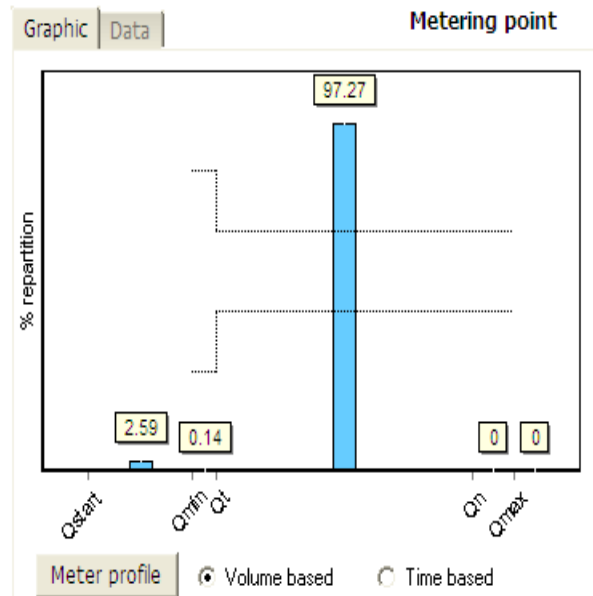 Graphic Data Metering point
97.27
% repartition
2.59 0.14 0 0
Qstart Qmin Qt Qn Qmax
Meter profile Volume based Time based